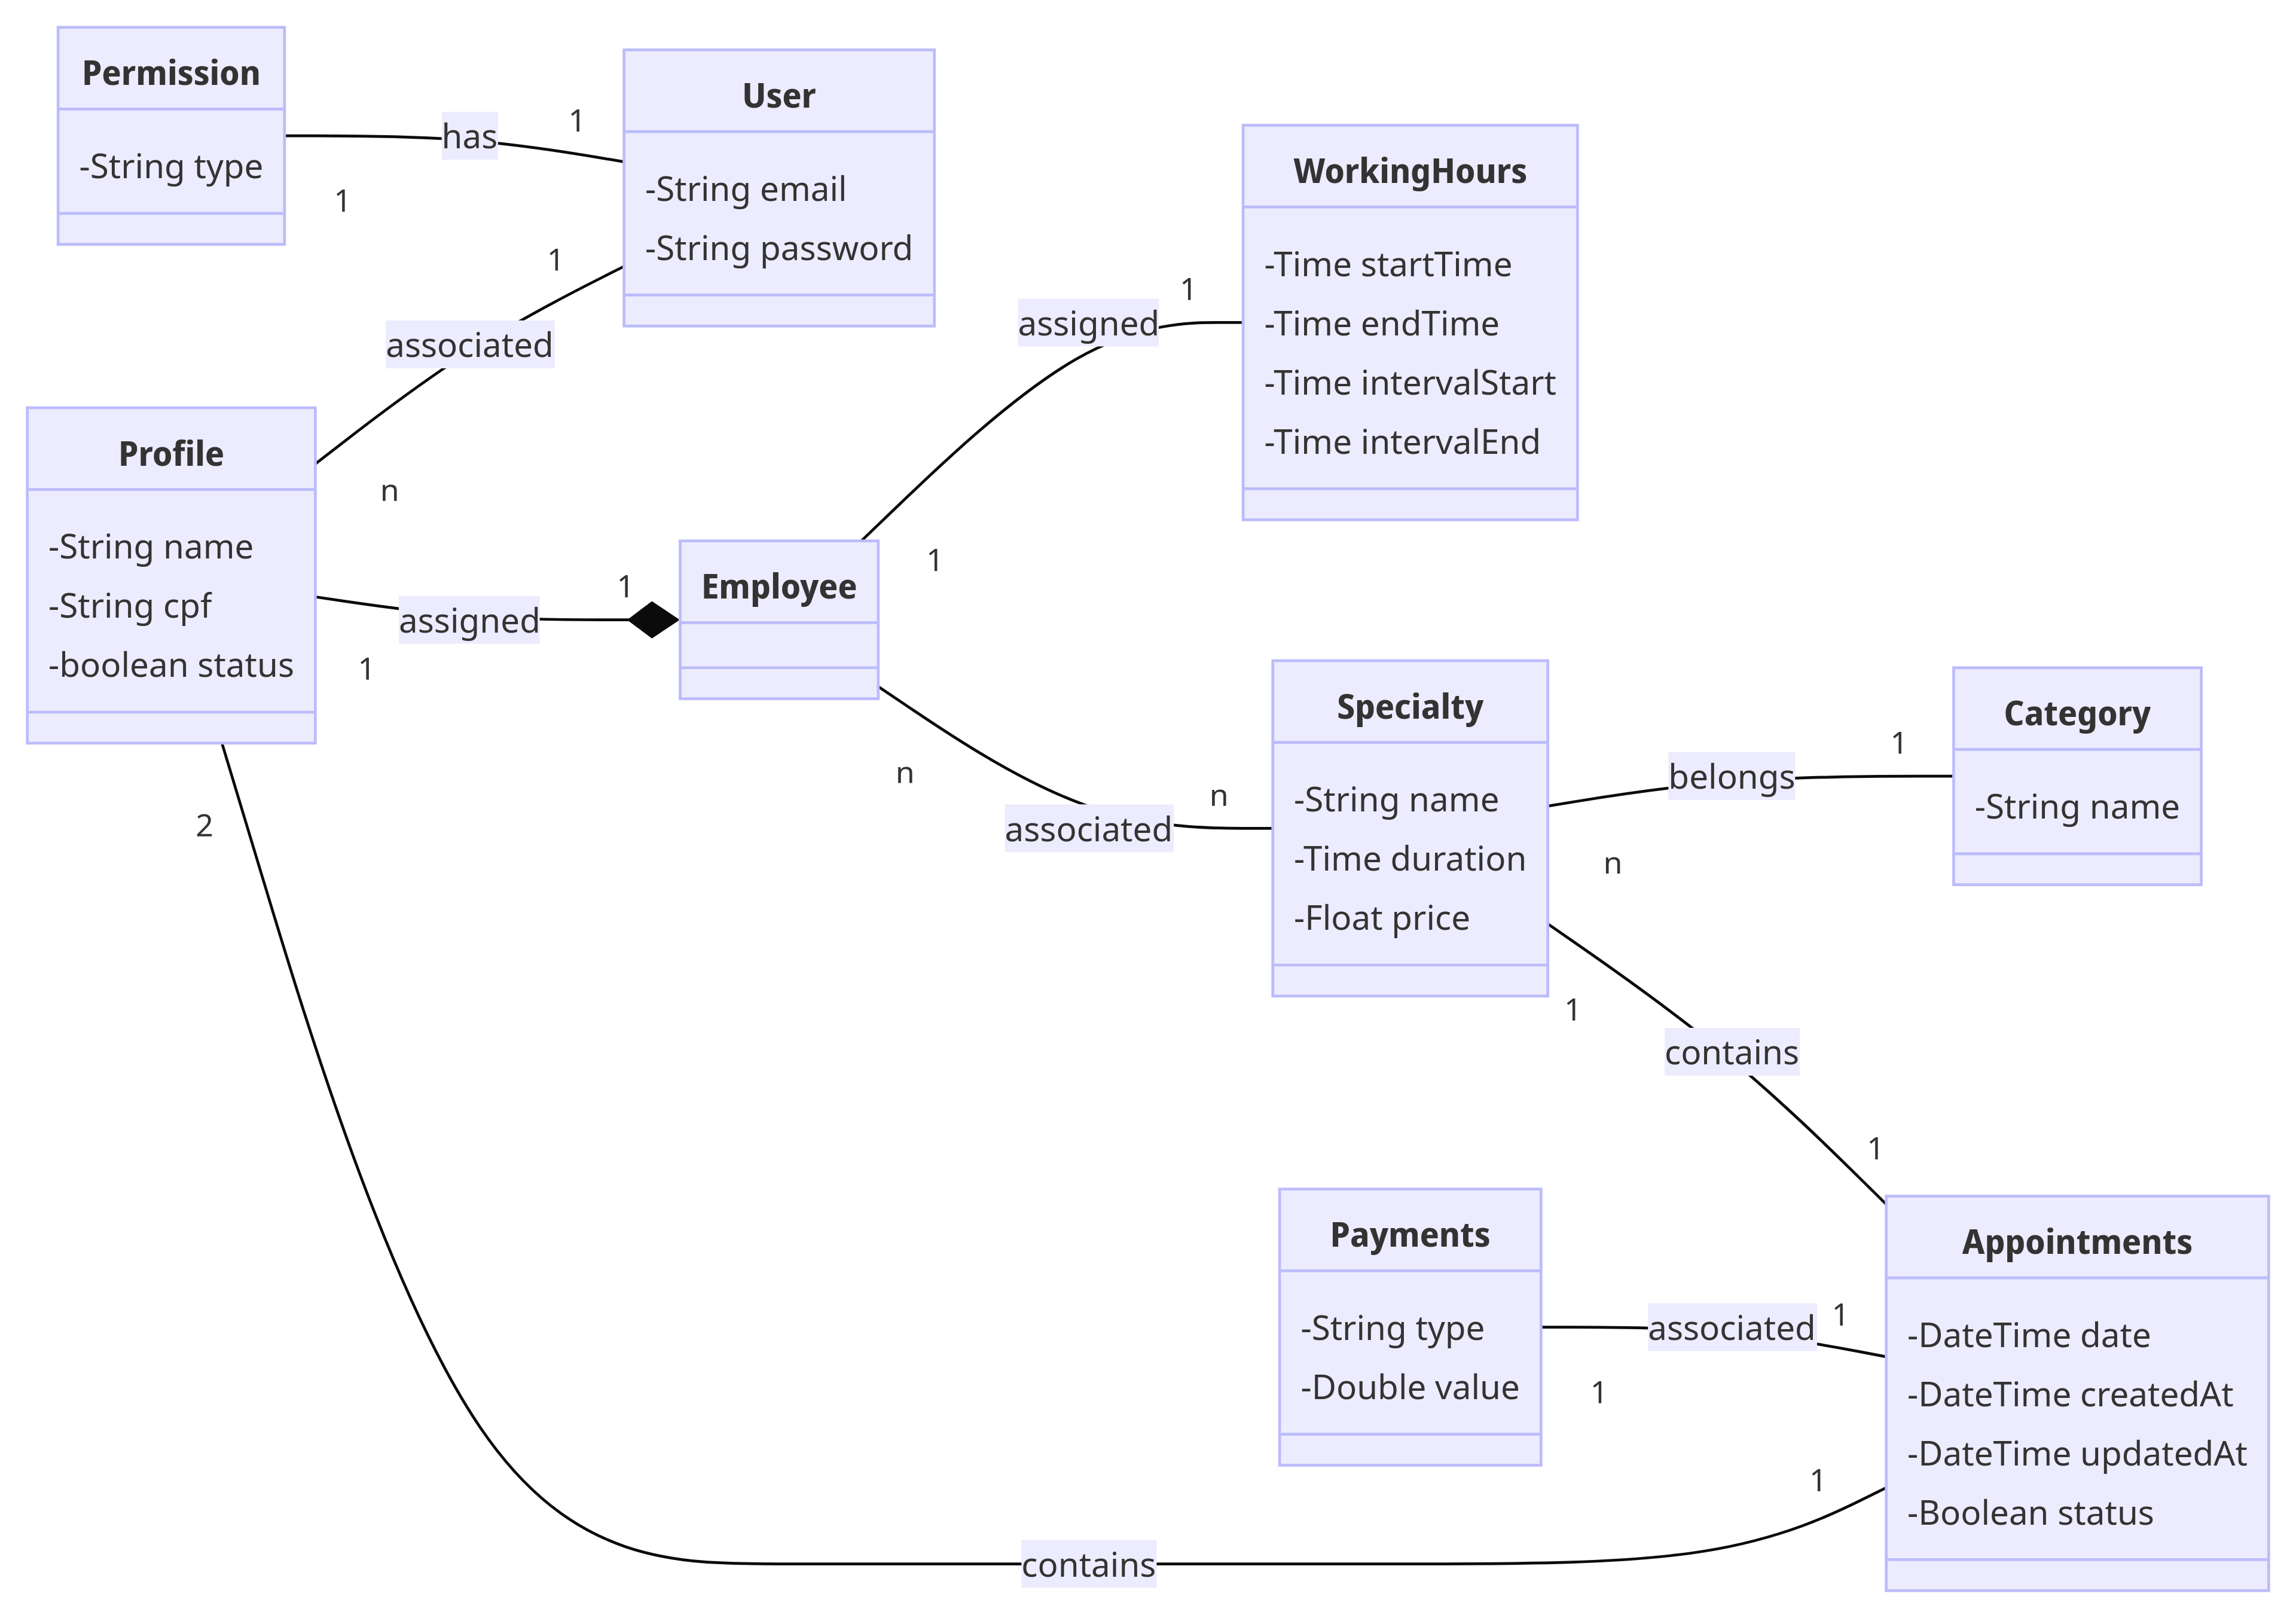 Permission
-String type
has
1
1
User
-String email
-String password
associated
1
n
Profile
-String name
-String cpf
-boolean status
assigned
1
1
Employee
assigned
1
1
WorkingHours
-Time startTime
-Time endTime
-Time intervalStart
-Time intervalEnd
associated
n
n
Specialty
-String name
-Time duration
-Float price
belongs
1
n
Category
-String name
contains
1
1
Payments
-String type
-Double value
associated
1
1
Appointments
-DateTime date
-DateTime createdAt
-DateTime updatedAt
-Boolean status
contains
2
1